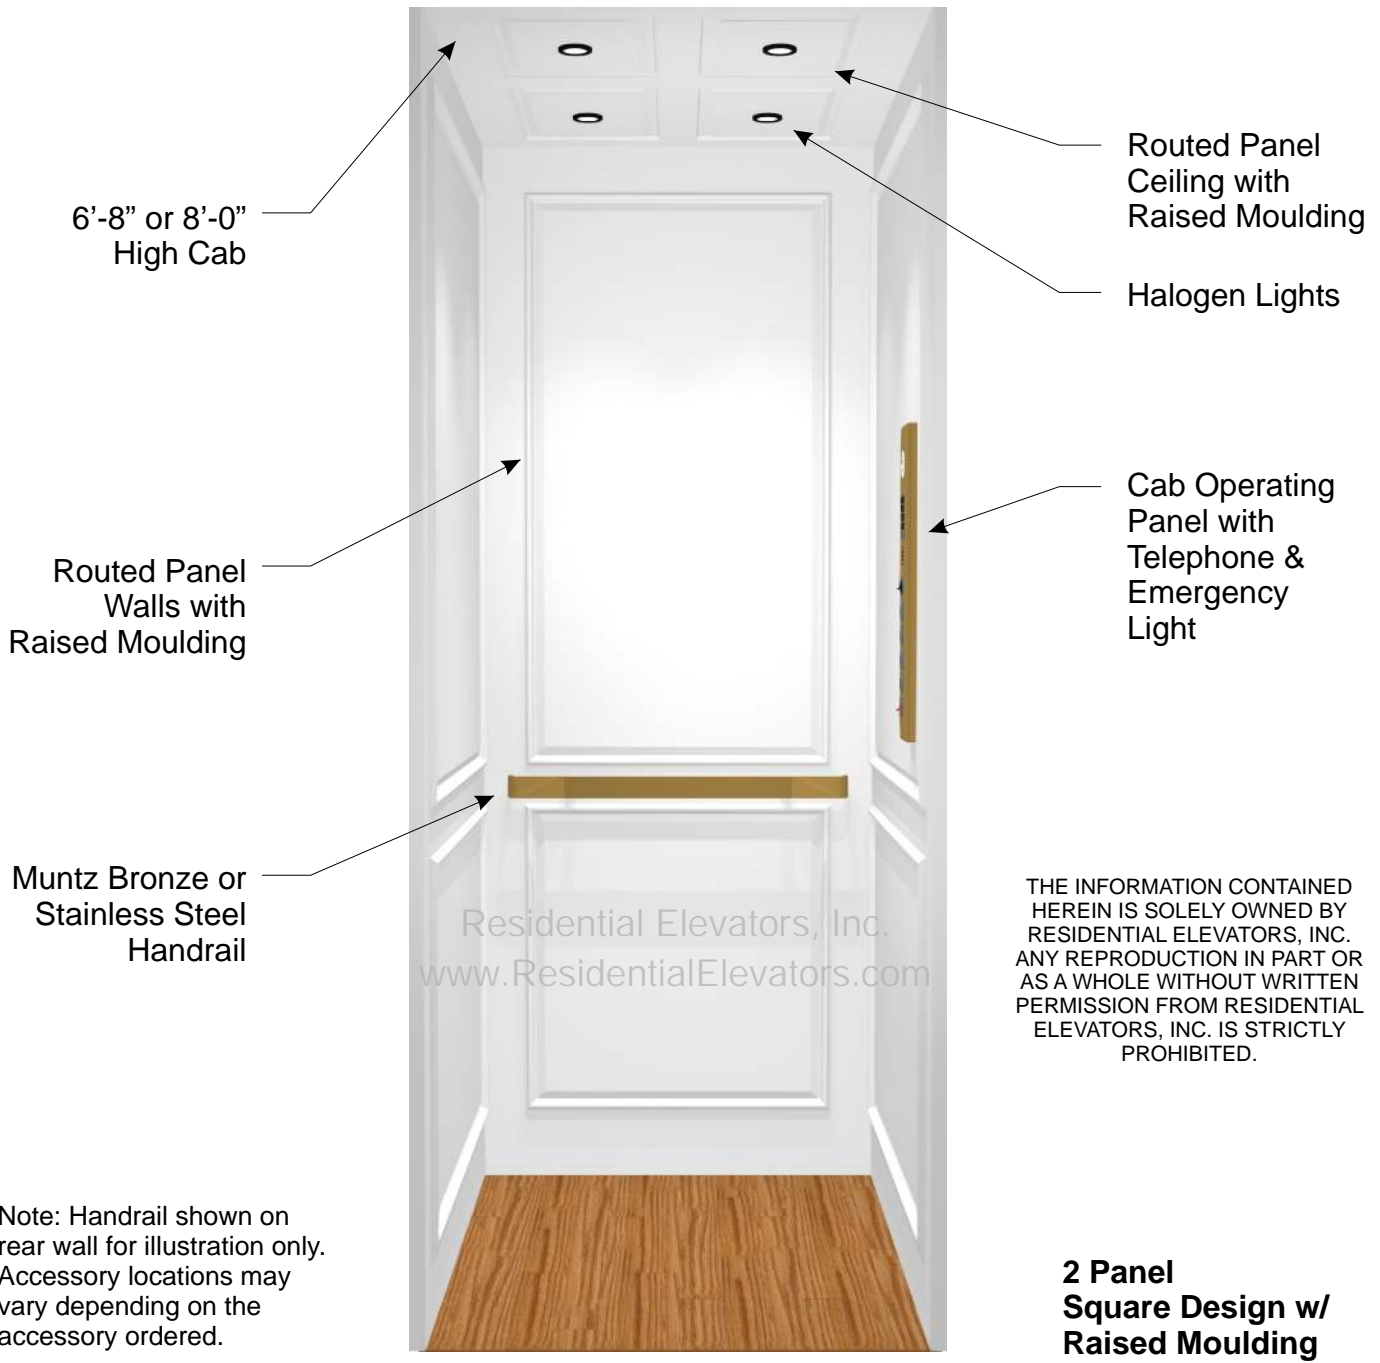 6’-8” or 8’-0”
High Cab
Routed Panel
Ceiling with
Raised Moulding
Halogen Lights
Cab Operating
Panel with
Telephone &
Emergency
Light
Routed Panel
Walls with
Raised Moulding
Muntz Bronze or
Stainless Steel
Handrail
Residential Elevators, Inc.
www.ResidentialElevators.com
THE INFORMATION CONTAINED
HEREIN IS SOLELY OWNED BY
RESIDENTIAL ELEVATORS, INC.
ANY REPRODUCTION IN PART OR
AS A WHOLE WITHOUT WRITTEN
PERMISSION FROM RESIDENTIAL
ELEVATORS, INC. IS STRICTLY
PROHIBITED.
Note: Handrail shown on
rear wall for illustration only.
Accessory locations may
vary depending on the
accessory ordered.
2 Panel
Square Design w/
Raised Moulding